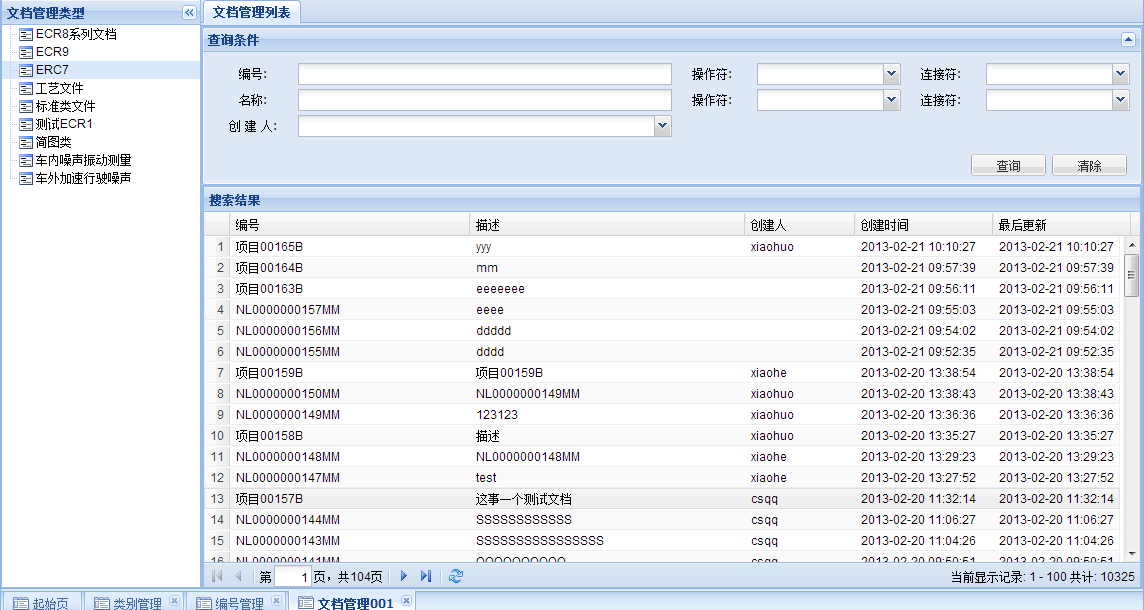 文档管理类型
ECR8系列文档
ECR9
ERC7
工艺文件
标准类文件
测试ECR1
简图类
车内噪声振动测量
车外加速行驶噪声
文档管理列表
查询条件
编号: 操作符: 连接符:
名称: 操作符: 连接符:
创 建 人:
查询 清除
搜索结果
编号 描述 创建人 创建时间 最后更新
1 项目00165B yyy xiaohuo 2013-02-21 10:10:27 2013-02-21 10:10:27
2 项目00164B mm 2013-02-21 09:57:39 2013-02-21 09:57:39
3 项目00163B eeeeeee 2013-02-21 09:56:11 2013-02-21 09:56:11
4 NL0000000157MM eeee 2013-02-21 09:55:03 2013-02-21 09:55:03
5 NL0000000156MM ddddd 2013-02-21 09:54:02 2013-02-21 09:54:02
6 NL0000000155MM dddd 2013-02-21 09:52:35 2013-02-21 09:52:35
7 项目00159B 项目00159B xiaohe 2013-02-20 13:38:54 2013-02-20 13:38:54
8 NL0000000150MM NL0000000149MM xiaohuo 2013-02-20 13:38:43 2013-02-20 13:38:43
9 NL0000000149MM 123123 xiaohuo 2013-02-20 13:36:36 2013-02-20 13:36:36
10 项目00158B 描述 xiaohuo 2013-02-20 13:35:27 2013-02-20 13:35:27
11 NL0000000148MM NL0000000148MM xiaohe 2013-02-20 13:29:23 2013-02-20 13:29:23
12 NL0000000147MM test xiaohe 2013-02-20 13:27:52 2013-02-20 13:27:52
13 项目00157B 这事一个测试文档 csqq 2013-02-20 11:32:14 2013-02-20 11:32:14
14 NL0000000144MM SSSSSSSSSSSS csqq 2013-02-20 11:06:27 2013-02-20 11:06:27
15 NL0000000143MM SSSSSSSSSSSSSSSS csqq 2013-02-20 11:04:26 2013-02-20 11:04:26
16 NL0000000141MM csqq
第 1 页，共104页 当前显示记录: 1 - 100 共计: 10325
起始页 类别管理 编号管理 文档管理001